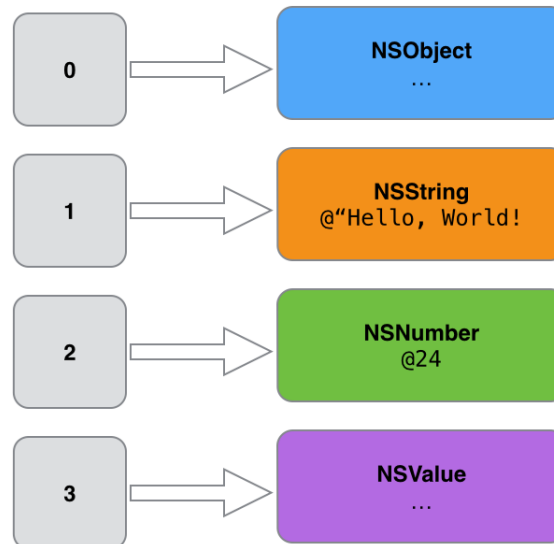 0
NSObject
...
1
NSString
@“Hello, World!
2
NSNumber
@24
3
NSValue
...